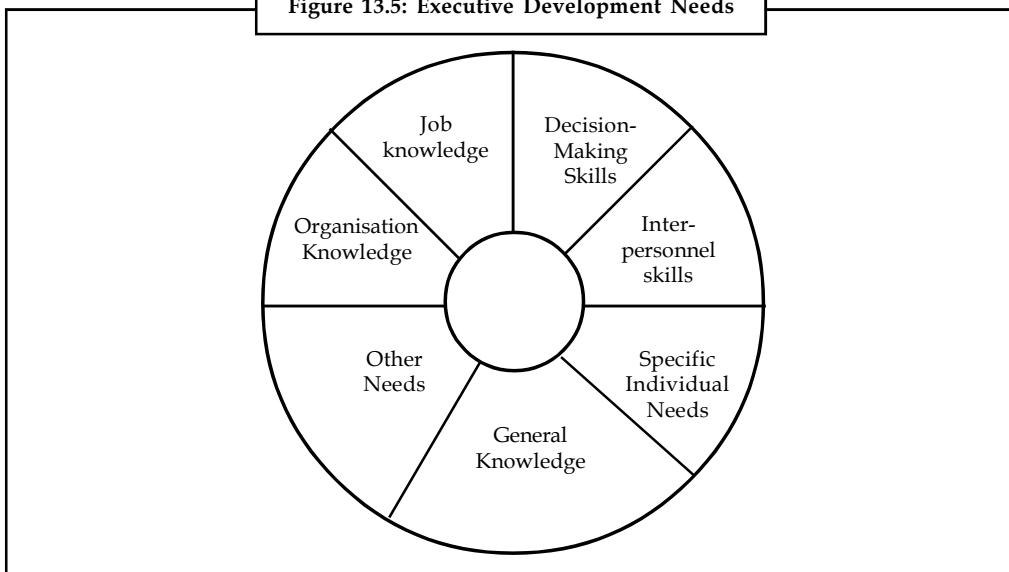 Figure 13.5: Executive Development Needs
Job
knowledge
Decision-
Making
Skills
Organisation
Knowledge
Inter-
personnel
skills
Other
Needs
Specific
Individual
Needs
General
Knowledge